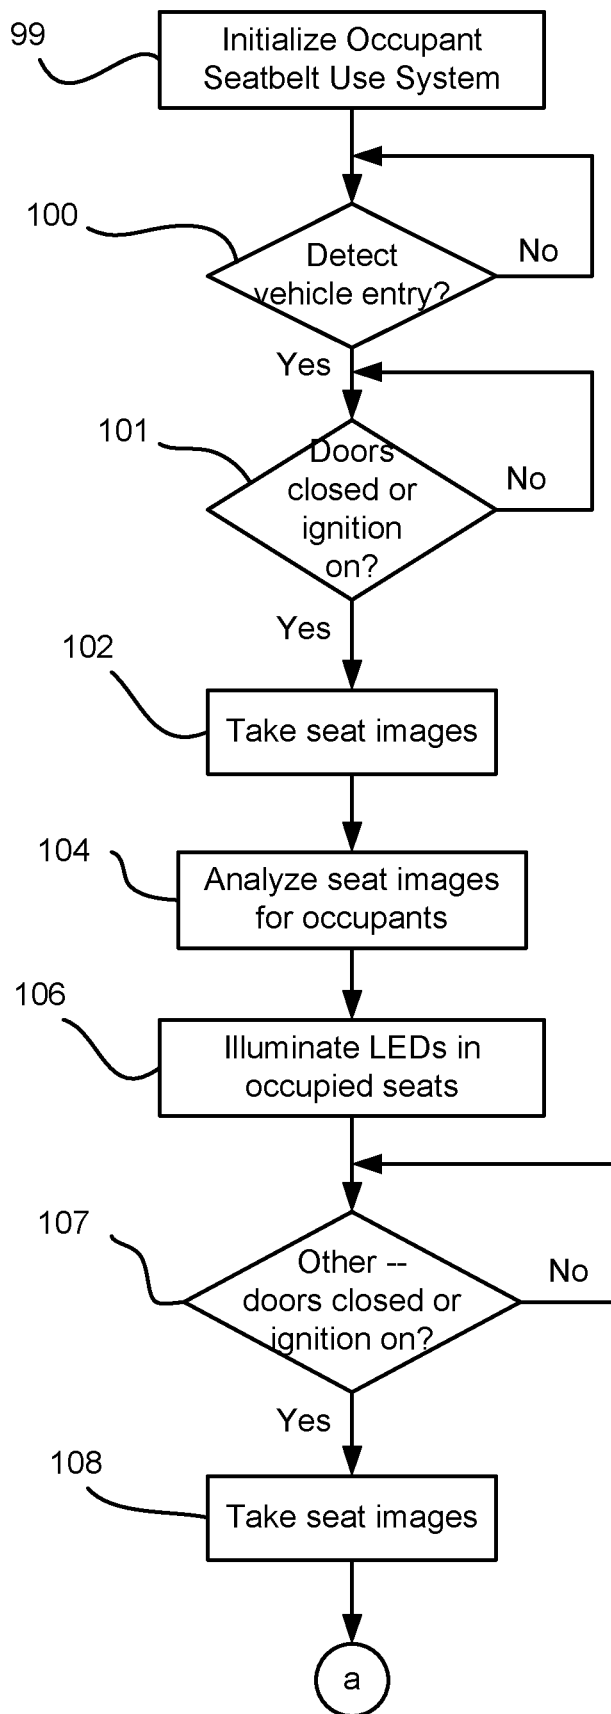 99
Initialize Occupant
Seatbelt Use System
100
Detect
vehicle entry?
No
Yes
101
Doors
closed or
ignition
on?
No
Yes
102
Take seat images
104
Analyze seat images
for occupants
106
Illuminate LEDs in
occupied seats
107
Other --
doors closed or
ignition on?
No
Yes
108
Take seat images
a